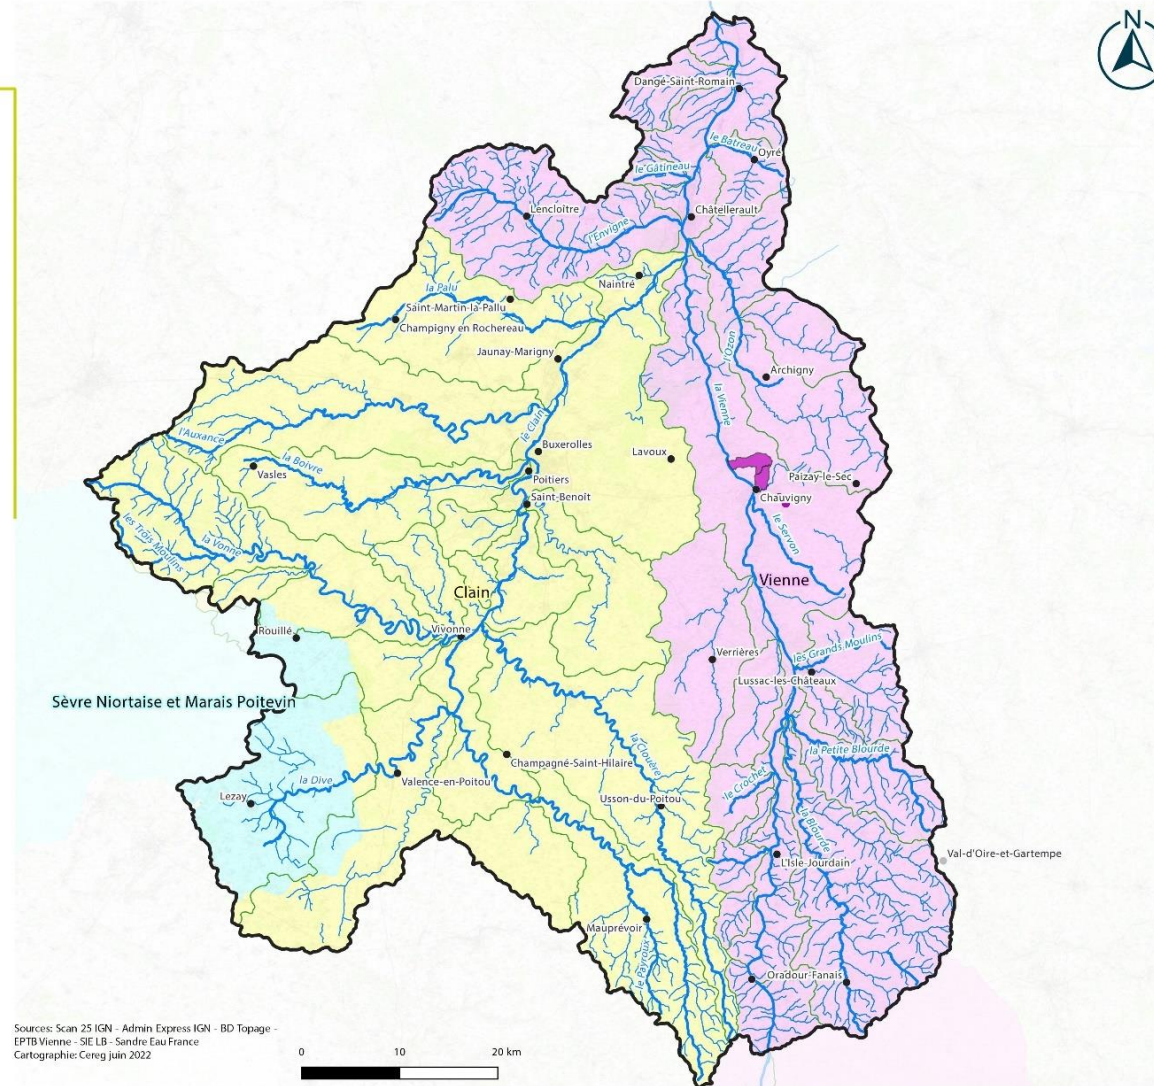 N
Dangé-Saint-Romain
le Batreau
Oyré
le Gâtineau
Châtellerault
Lencloître
l'Envigne
Naintré
la Palu
Saint-Martin-la-Pallu
Champigny en Rochereau
Jaunay-Marigny
l'Ozon
Archigny
la Vienne
le Clain
l'Auxance
Buxerolles
Lavoux
la Boivre
Vasles
Poitiers
Paizay-le-Sec
Chauvigny
Saint-Benoît
les Trois Moulins
la Vonne
le Servon
Vienne
Clain
Vivonne
Rouillé
les Grands Moulins
Verrières
Lussac-les-Châteaux
Sèvre Niortaise et Marais Poitevin
la Clouère
la Petite Blourde
Champagné-Saint-Hilaire
la Dive
Valence-en-Poitou
le Crochet
Lezay
Usson-du-Poitou
la Blourde
L'Isle-Jourdain
Val-d'Oire-et-Gartempe
Mauprévoir
le Payroux
Oradour-Fanais
Sources: Scan 25 IGN - Admin Express IGN - BD Topage -
EPTB Vienne - SIE LB - Sandre Eau France
Cartographie: Cereg juin 2022
0 10 20 km